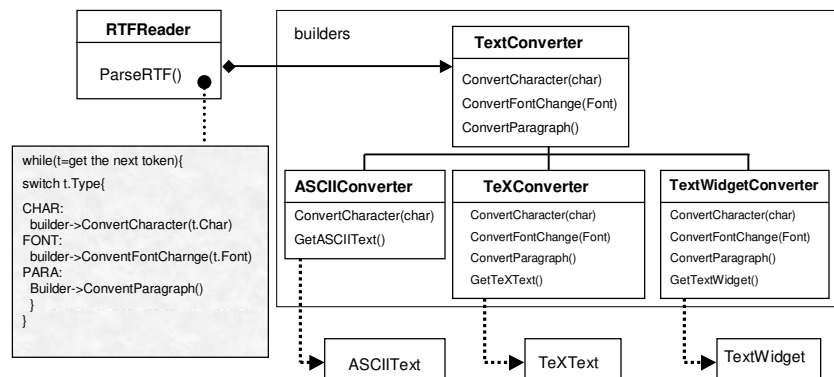 RTFReader
ParseRTF()
builders
TextConverter
ConvertCharacter(char)
ConvertFontChange(Font)
ConvertParagraph()
while(t=get the next token){
switch t.Type{
CHAR:
builder->ConvertCharacter(t.Char)
FONT:
builder->ConventFontCharnge(t.Font)
PARA:
Builder->ConventParagraph()
}
}
ASCIIConverter
ConvertCharacter(char)
GetASCIIText()
TeXConverter
ConvertCharacter(char)
ConvertFontChange(Font)
ConvertParagraph()
GetTeXText()
TextWidgetConverter
ConvertCharacter(char)
ConvertFontChange(Font)
ConvertParagraph()
GetTextWidget()
ASCIIText
TeXText
TextWidget